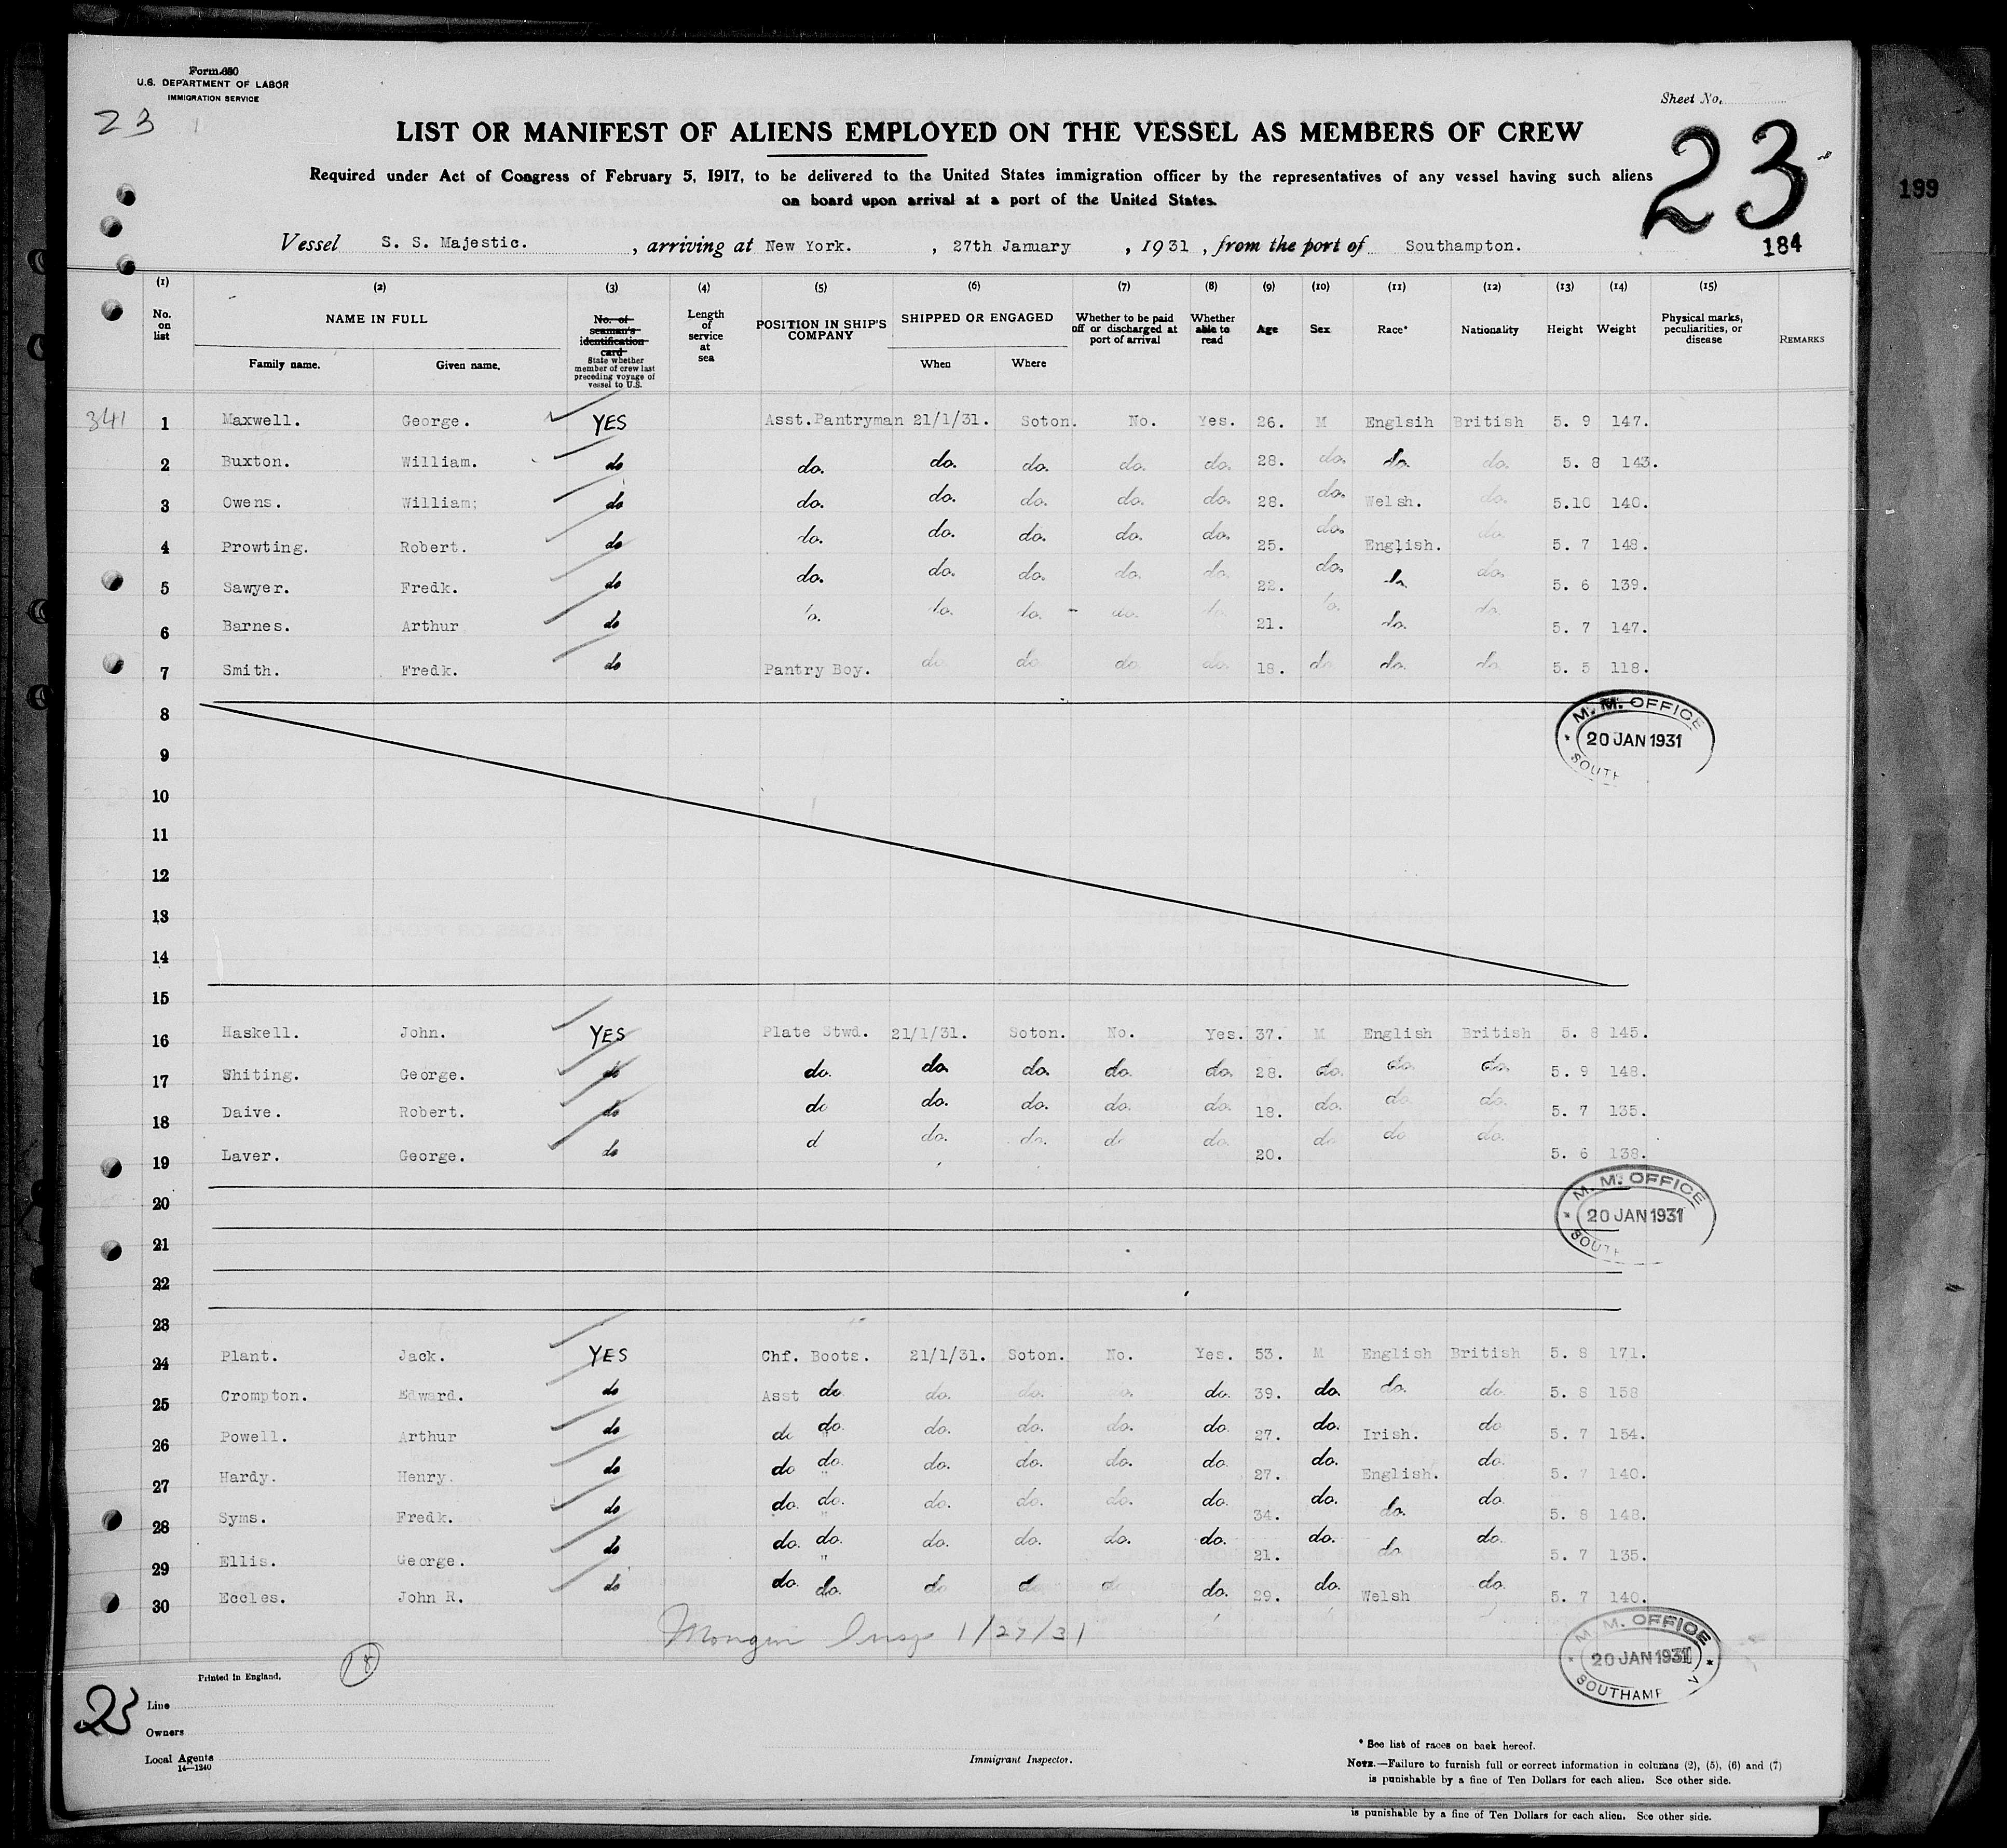 Form 680
U.S. DEPARTMENT OF LABOR
IMMIGRATION SERVICE
Sheet No.
23
23
199
LIST OR MANIFEST OF ALIENS EMPLOYED ON THE VESSEL AS MEMBERS OF CREW
Required under Act of Congress of February 5, 1917, to be delivered to the United States immigration officer by the representatives of any vessel having such aliens
on board upon arrival at a port of the United States.
Vessel S. S. Majestic. , arriving at New York. , 27th January , 1931 , from the port of Southampton.
184
(1) (2) (3) (4) (5) (6) (7) (8) (9) (10) (11) (12) (13) (14) (15)
No. on list NAME IN FULL Family name. Given name. No. of seaman's identification card State whether member of crew last preceding voyage of vessel to U.S. Length of service at sea POSITION IN SHIP'S COMPANY SHIPPED OR ENGAGED When Where Whether to be paid off or discharged at port of arrival Whether able to read Age Sex Race* Nationality Height Weight Physical marks, peculiarities, or disease REMARKS
341 1 Maxwell. George. YES Asst.Pantryman 21/1/31. Soton. No. Yes. 26. M Englsih British 5. 9 147.
2 Buxton. William. do do. do. do. do. do. 28. do. do. do. 5. 8 143.
3 Owens. William: do do. do. do. do. do. 28. do. Welsh. do. 5.10 140.
4 Prowting. Robert. do do. do. do. do. do. 25. do. English. do. 5. 7 148.
5 Sawyer. Fredk. do do. do. do. do. do. 22. do. do. do. 5. 6 139.
6 Barnes. Arthur do do. do. do. do. do. 21. do. do. do. 5. 7 147.
7 Smith. Fredk. do Pantry Boy. do. do. do. do. 18. do do. do. 5. 5 118.
8
M. M. OFFICE
20 JAN 1931
SOUTH
9
10
11
12
13
14
15
16 Haskell. John. YES Plate Stwd. 21/1/31. Soton. No. Yes. 37. M English British 5. 8 145.
17 Shiting. George. do do. do. do. do. do. 28. do. do. do. 5. 9 148.
18 Daive. Robert. do do do. do. do. do. 18. do. do do. 5. 7 135.
19 Laver. George. do d do. do. do do. 20. do do do. 5. 6 138.
20
M. M. OFFICE
20 JAN 1931
SOUTH
21
22
23
24 Plant. Jack. YES Chf. Boots. 21/1/31. Soton. No. Yes. 53. M English British 5. 8 171.
25 Crompton. Edward. do Asst do do. do. o. do. 39. do. do. do. 5. 8 158
26 Powell. Arthur do do do. do. do. do. do. 27. do. Irish. do 5. 7 154.
27 Hardy. Henry. do do do. do. do. do. do. 27. do. English. do. 5. 7 140.
28 Syms. Fredk. do do. do. do. do. do. do. 34. do. do. do 5. 8 148.
29 Ellis. George. do do. do. do. do. do. do. 21. do. do do. 5. 7 135.
30 Eccles. John R. do do. do. do d d do. 29. do. Welsh do. 5. 7 140.
Mongin Insp 1/27/31
M. M. OFFICE
20 JAN 1931
SOUTHAMP
Printed in England.
18
23
Line
Owners
Local Agents
14—1240
Immigrant Inspector.
* See list of races on back hereof.
NOTE.—Failure to furnish full or correct information in columns (2), (5), (6) and (7)
is punishable by a fine of Ten Dollars for each alien. See other side.
is punishable by a fine of Ten Dollars for each alien. See other side.